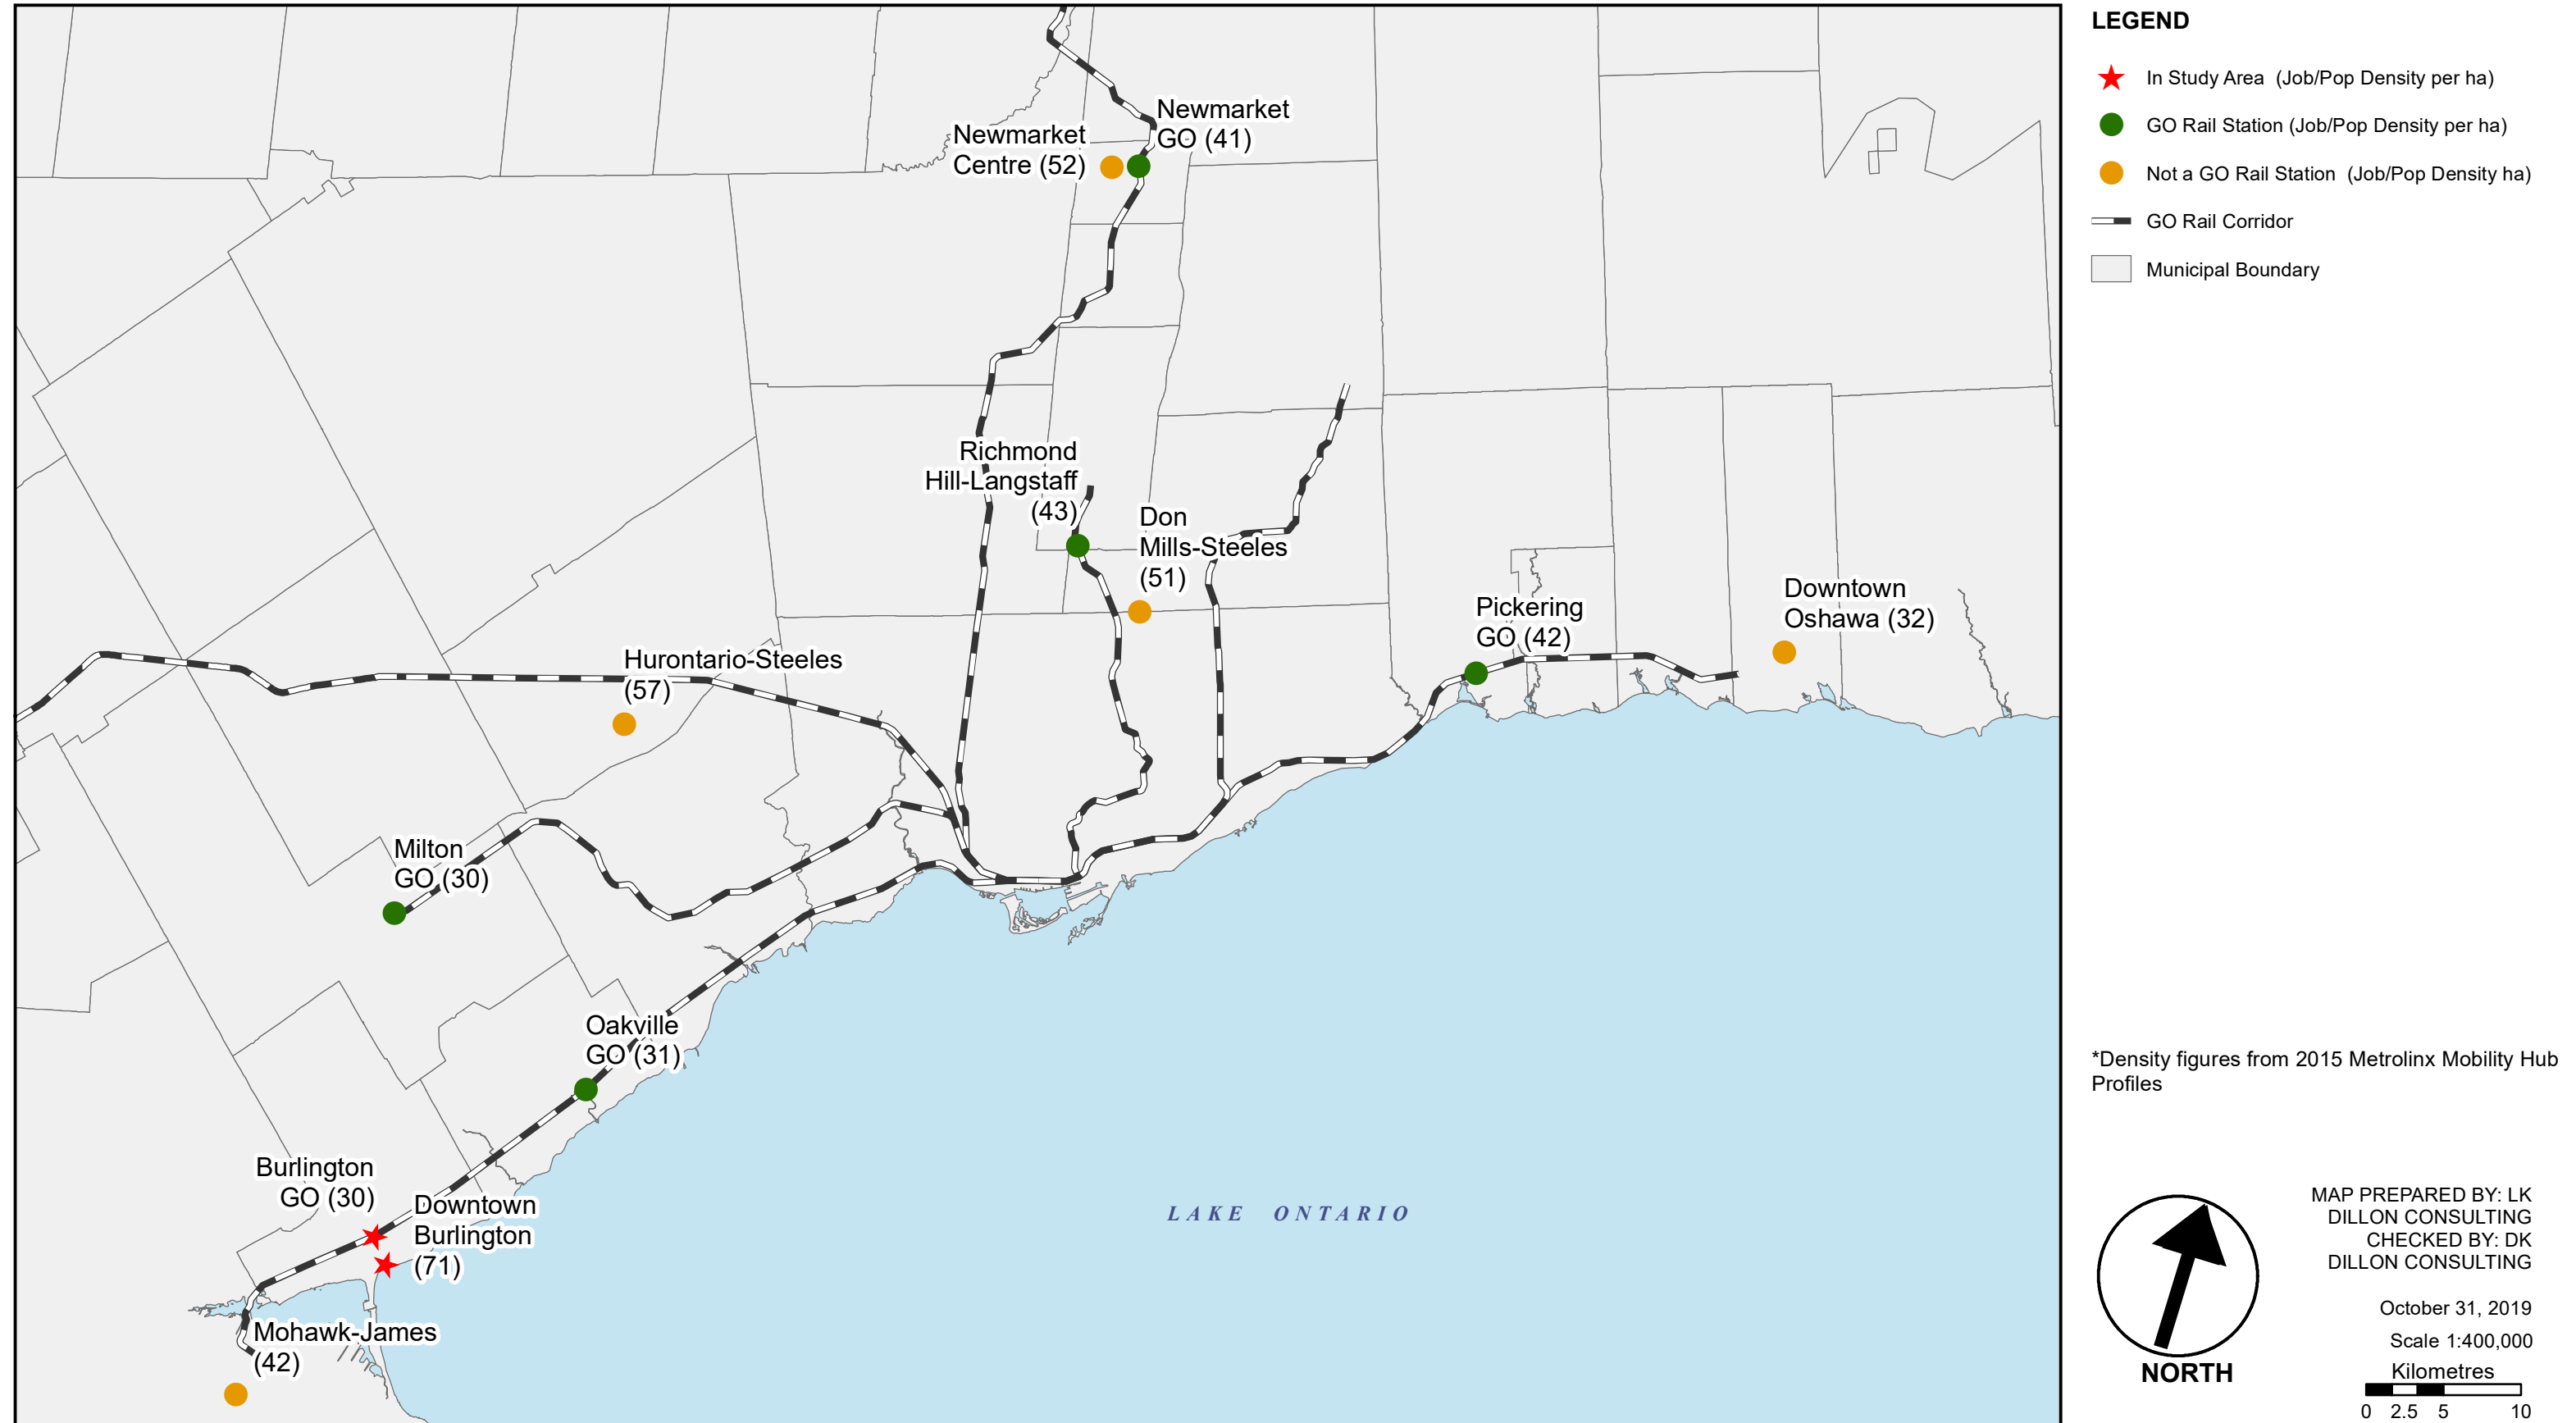 Newmarket
GO (41)
Newmarket
Centre (52)
Richmond
Hill-Langstaff
(43)
Don
Mills-Steeles
(51)
Downtown
Oshawa (32)
Pickering
GO (42)
Hurontario-Steeles
(57)
Milton
GO (30)
Oakville
GO (31)
Burlington
GO (30)
Downtown
Burlington
(71)
Mohawk-James
(42)
LAKE ONTARIO
LEGEND
In Study Area (Job/Pop Density per ha)
GO Rail Station (Job/Pop Density per ha)
Not a GO Rail Station (Job/Pop Density ha)
GO Rail Corridor
Municipal Boundary
*Density figures from 2015 Metrolinx Mobility Hub
Profiles
NORTH
MAP PREPARED BY: LK
DILLON CONSULTING
CHECKED BY: DK
DILLON CONSULTING
October 31, 2019
Scale 1:400,000
Kilometres
0 2.5 5 10